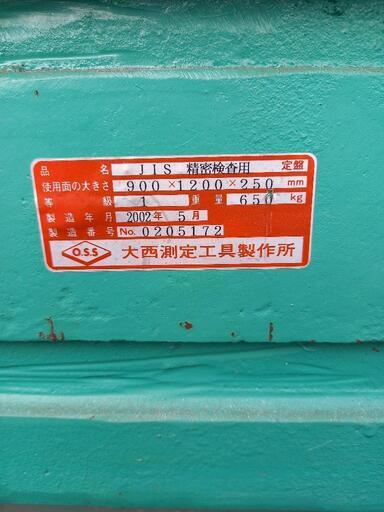 品 名 JIS 精密検査用 定盤
使用面の大きさ 900×1200×250 mm
等 級 1 重量 650 kg
製造年月 2002年 5月
製造番号 No. 0205172
O.S.S 大西測定工具製作所